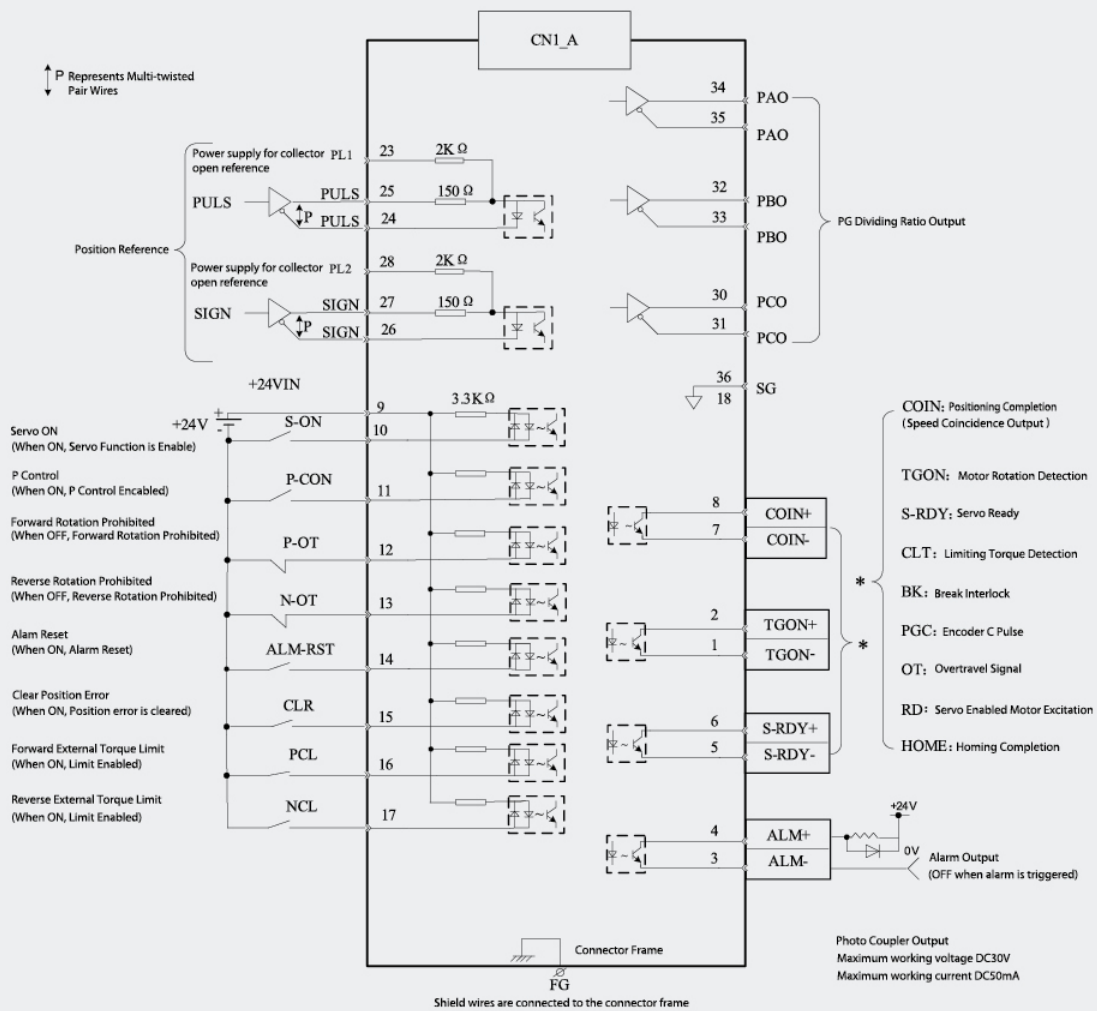 CN1_A
P Represents Multi-twisted
Pair Wires
Position Reference
Power supply for collector PL1
open reference
23
2K Ω
PULS
PULS
25
150 Ω
P
PULS
24
Power supply for collector PL2
open reference
28
2K Ω
SIGN
SIGN
27
150 Ω
P
SIGN
26
34
PAO
35
PAO
32
PBO
33
PBO
30
PCO
31
PCO
PG Dividing Ratio Output
36
SG
18
+24VIN
+24V
+
-
9
3.3K Ω
Servo ON
(When ON, Servo Function is Enable)
S-ON
10
P Control
(When ON, P Control Encabled)
P-CON
11
Forward Rotation Prohibited
(When OFF, Forward Rotation Prohibited)
P-OT
12
Reverse Rotation Prohibited
(When OFF, Reverse Rotation Prohibited)
N-OT
13
Alam Reset
(When ON, Alarm Reset)
ALM-RST
14
Clear Position Error
(When ON, Position error is cleared)
CLR
15
Forward External Torque Limit
(When ON, Limit Enabled)
PCL
16
Reverse External Torque Limit
(When ON, Limit Enabled)
NCL
17
8
COIN+
7
COIN-
2
TGON+
1
TGON-
6
S-RDY+
5
S-RDY-
4
ALM+
3
ALM-
*
*
COIN: Positioning Completion
(Speed Coincidence Output )
TGON: Motor Rotation Detection
S-RDY: Servo Ready
CLT: Limiting Torque Detection
BK: Break Interlock
PGC: Encoder C Pulse
OT: Overtravel Signal
RD: Servo Enabled Motor Excitation
HOME: Homing Completion
+24V
0V
Alarm Output
(OFF when alarm is triggered)
Photo Coupler Output
Maximum working voltage DC30V
Maximum working current DC50mA
Connector Frame
FG
Shield wires are connected to the connector frame